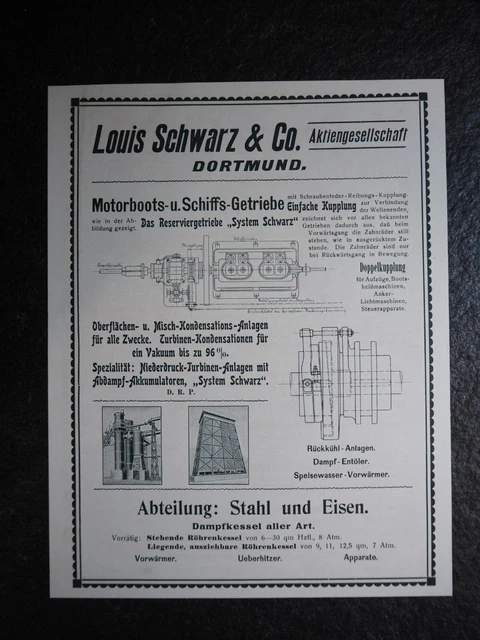 Louis Schwarz & Co. Aktiengesellschaft
DORTMUND.
Motorboots- u. Schiffs-Getriebe
wie in der Ab-
bildung gezeigt.
Das Reserviergetriebe „System Schwarz“
mit Schraubenfeder-Reibungs-Kupplung.
einfache Kupplung zur Verbindung
der Wellenenden,
zeichnet sich vor allen bekannten
Getrieben dadurch aus, daß beim
Vorwärtsgang die Zahnräder still
stehen, wie in ausgerücktem Zu-
stande. Die Zahnräder sind nur
bei Rückwärtsgang in Bewegung.
Doppelkupplung
für Aufzüge, Boots-
heißmaschinen,
Anker-
Lichtmaschinen,
Steuerapparate.
Oberflächen- u. Misch-Kondensations-Anlagen
für alle Zwecke. Turbinen-Kondensationen für
ein Vakuum bis zu 96 %.
Spezialität: Niederdruck-Turbinen-Anlagen mit
Abdampf-Akkumulatoren, „System Schwarz“.
D. R. P.
Rückkühl-Anlagen.
Dampf-Entöler.
Speisewasser-Vorwärmer.
Abteilung: Stahl und Eisen.
Dampfkessel aller Art.
Vorrätig: Stehende Röhrenkessel von 6—30 qm Hzfl., 8 Atm.
Liegende, ausziehbare Röhrenkessel von 9, 11, 12,5 qm, 7 Atm.
Vorwärmer. Ueberhitzer. Apparate.